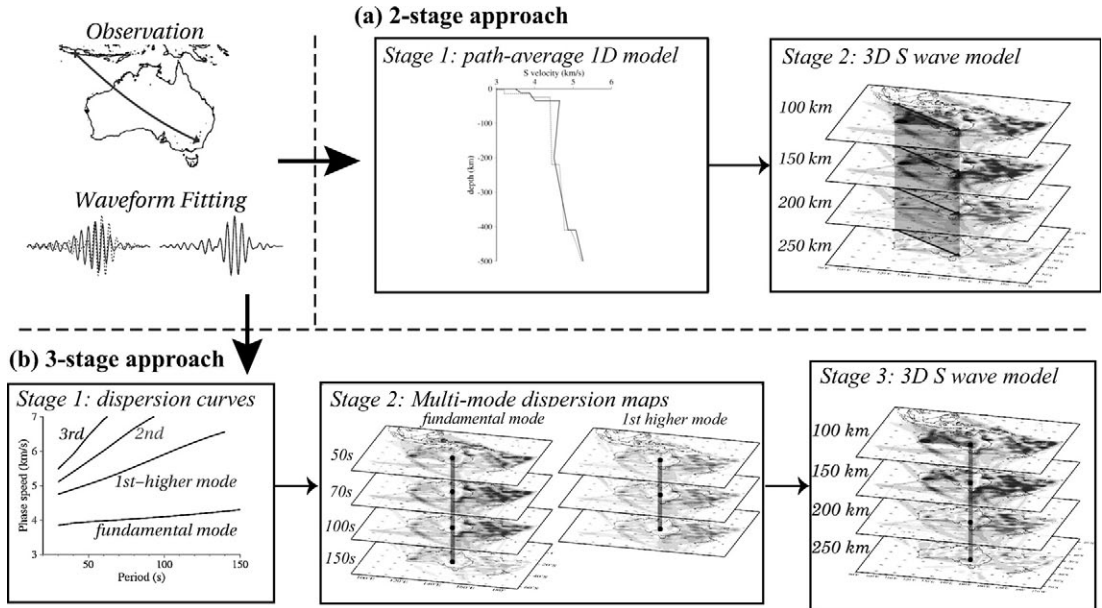 Observation
Waveform Fitting
(a) 2-stage approach
Stage 1: path-average 1D model
S velocity (km/s)
3 4 5 6
0
-100
-200
-300
-400
-500
depth (km)
Stage 2: 3D S wave model
100 km
150 km
200 km
250 km
(b) 3-stage approach
Stage 1: dispersion curves
Phase speed (km/s)
7
6
5
4
3
3rd
2nd
1st-higher mode
fundamental mode
50 100 150
Period (s)
Stage 2: Multi-mode dispersion maps
fundamental mode
1st higher mode
50s
70s
100s
150s
Stage 3: 3D S wave model
100 km
150 km
200 km
250 km